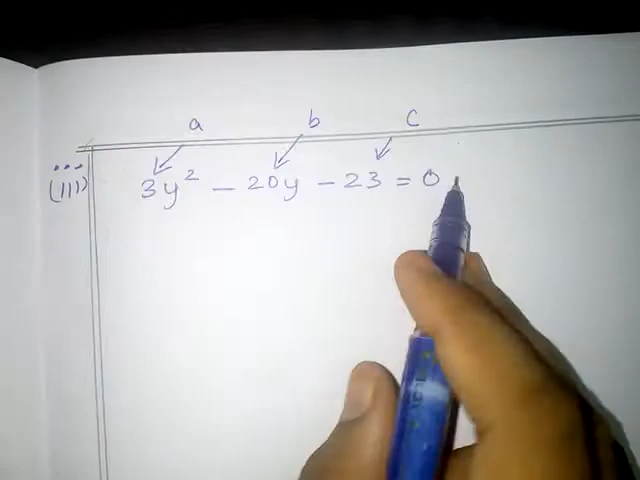 a b c
(iii) 3y² - 20y - 23 = 0